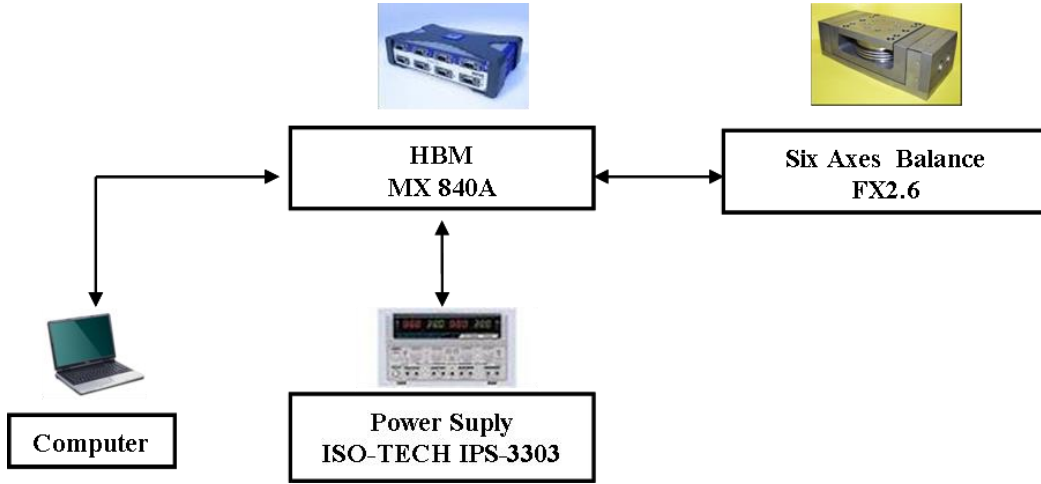 HBM
MX 840A
Six Axes Balance
FX2.6
Computer
Power Suply
ISO-TECH IPS-3303